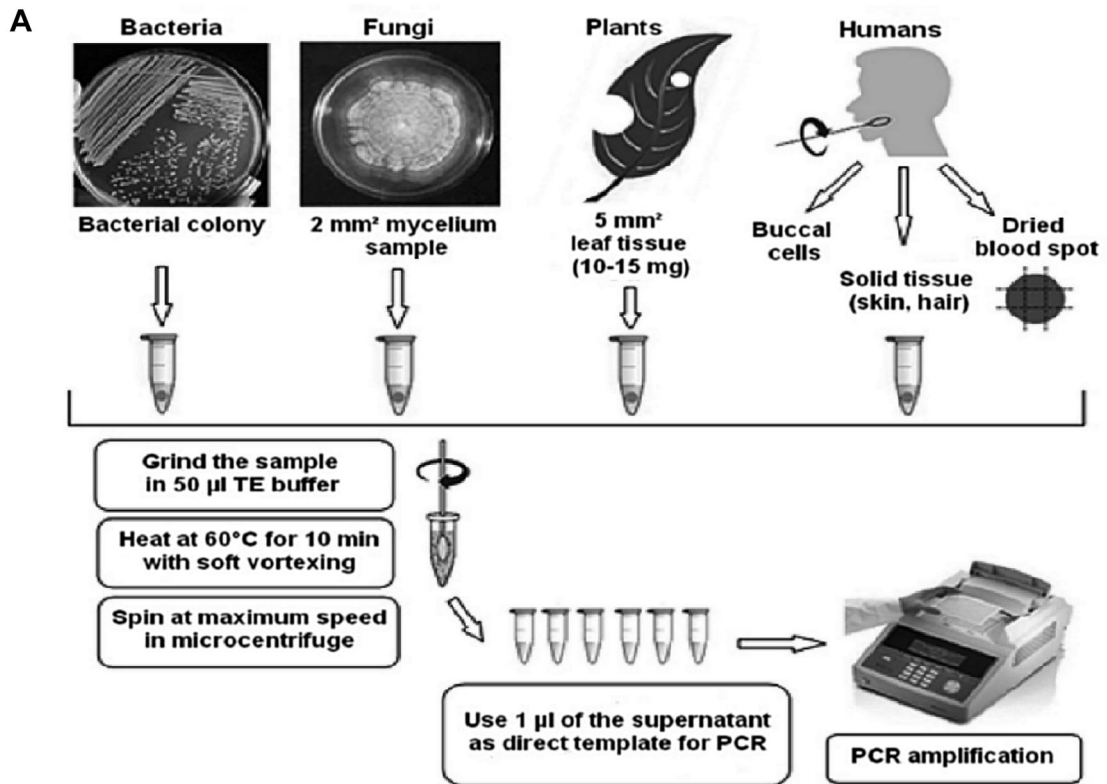 A
Bacteria
Fungi
Plants
Humans
Bacterial colony
2 mm² mycelium
sample
5 mm²
leaf tissue
(10-15 mg)
Buccal
cells
Solid tissue
(skin, hair)
Dried
blood spot
Grind the sample
in 50 µl TE buffer
Heat at 60°C for 10 min
with soft vortexing
Spin at maximum speed
in microcentrifuge
Use 1 µl of the supernatant
as direct template for PCR
PCR amplification